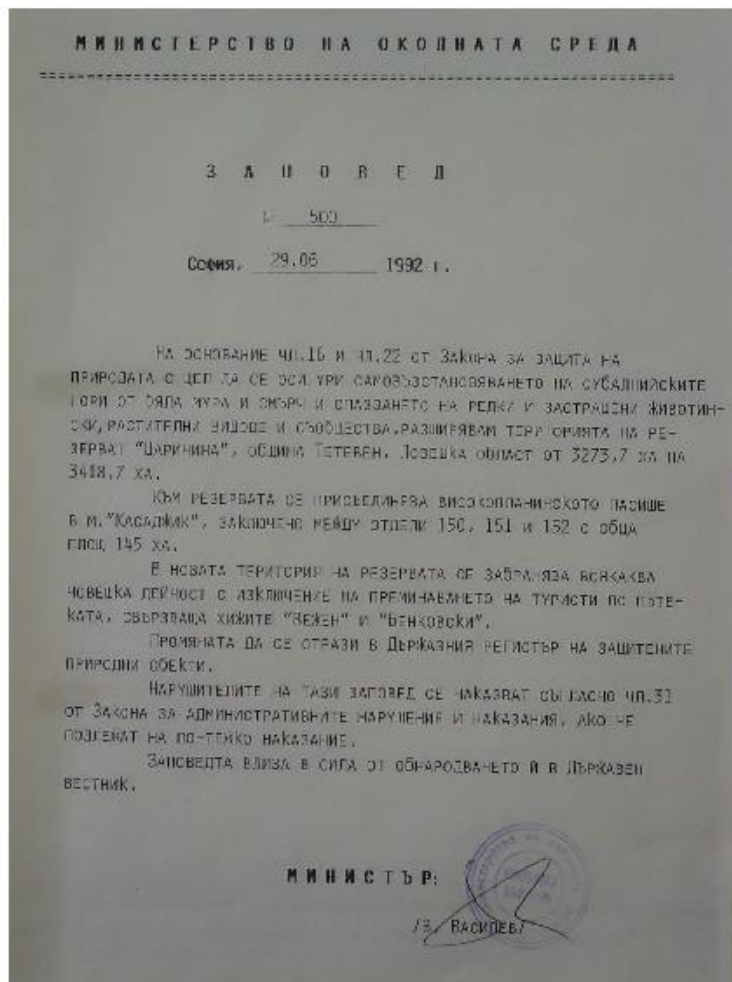 МИНИСТЕРСТВО НА ОКОЛНАТА СРЕДА
З А П О В Е Д
№ 500
София, 29.06 1992 г.
На основание чл.16 и чл.22 от Закона за защита на
природата с цел да се осигури самовъзстановяването на субалпийските
гори от бяла мура и смърч и опазването на редки и застрашени животин-
ски, растителни видове и съобщества, разширявам територията на ре-
зерват "Царичина", община Тетевен, Ловешка област от 3273,7 ха на
3418,7 ха.
Към резервата се присъединява високопланинското пасище
в м."Касаджик", заключено между отдели 150, 151 и 152 с обща
площ 145 ха.
В новата територия на резервата се забранява всякаква
човешка дейност с изключение на преминаването на туристи по пъте-
ката, свързваща хижите "Вежен" и "Бенковски".
Промяната да се отрази в Държавния регистър на защитените
природни обекти.
Нарушителите на тази заповед се наказват съгласно чл.31
от Закона за административните нарушения и наказания, ако не
подлежат на по-тежко наказание.
Заповедта влиза в сила от обнародването й в Държавен
вестник.
МИНИСТЪР:
/В. Василев/